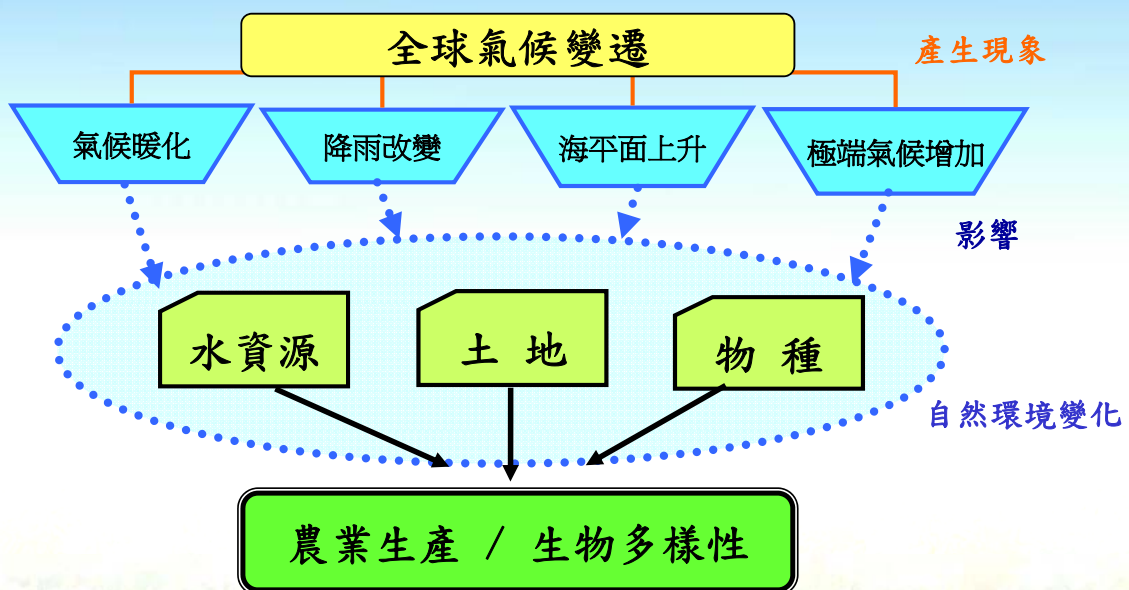 全球氣候變遷
產生現象
氣候暖化
降雨改變
海平面上升
極端氣候增加
影響
水資源
土 地
物 種
自然環境變化
農業生產 / 生物多樣性